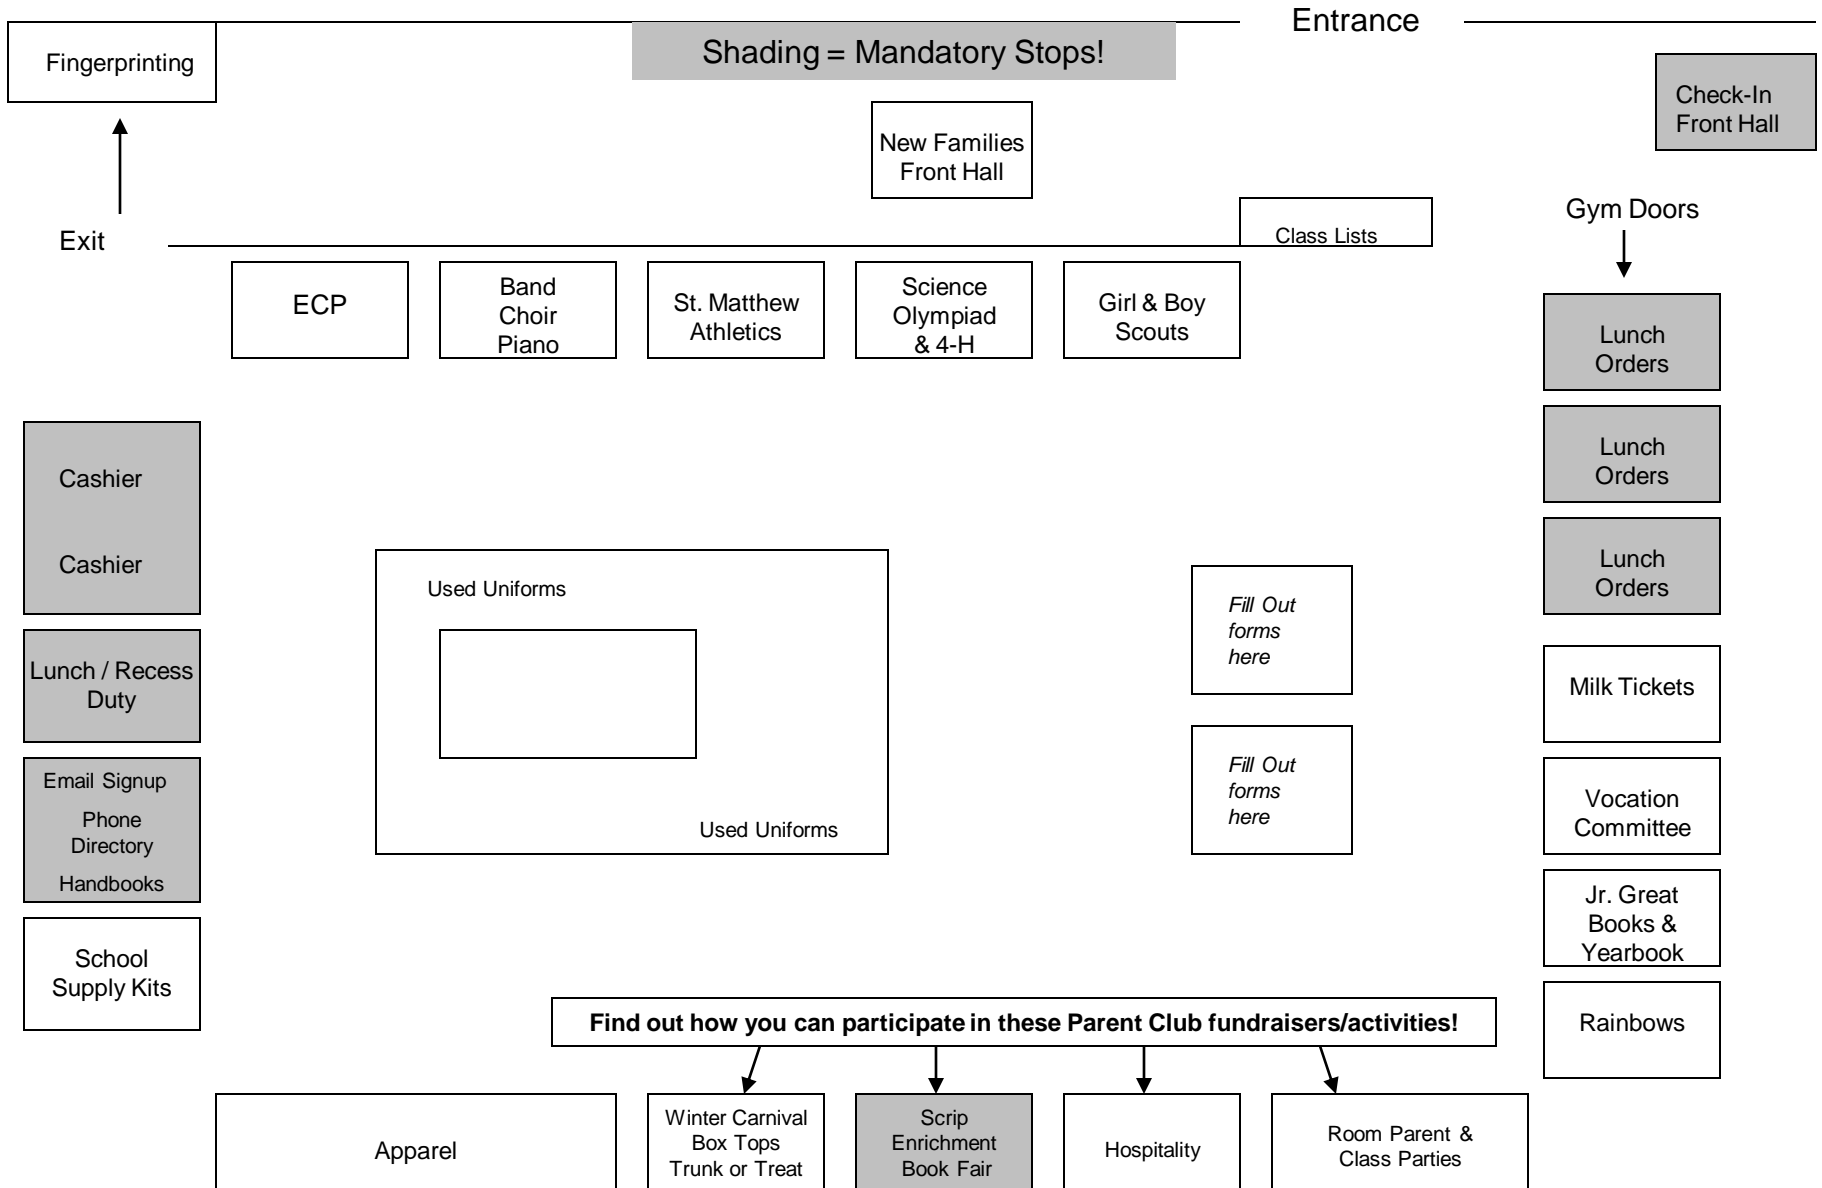 Entrance
Fingerprinting
Shading = Mandatory Stops!
Check-In
Front Hall
New Families
Front Hall
Gym Doors
Exit
Class Lists
ECP
Band
Choir
Piano
St. Matthew
Athletics
Science
Olympiad
& 4-H
Girl & Boy
Scouts
Lunch
Orders
Lunch
Orders
Lunch
Orders
Cashier
Cashier
Used Uniforms
Used Uniforms
Fill Out
forms
here
Fill Out
forms
here
Lunch / Recess
Duty
Milk Tickets
Email Signup
Phone
Directory
Handbooks
Vocation
Committee
Jr. Great
Books &
Yearbook
School
Supply Kits
Rainbows
Find out how you can participate in these Parent Club fundraisers/activities!
Apparel
Winter Carnival
Box Tops
Trunk or Treat
Scrip
Enrichment
Book Fair
Hospitality
Room Parent &
Class Parties